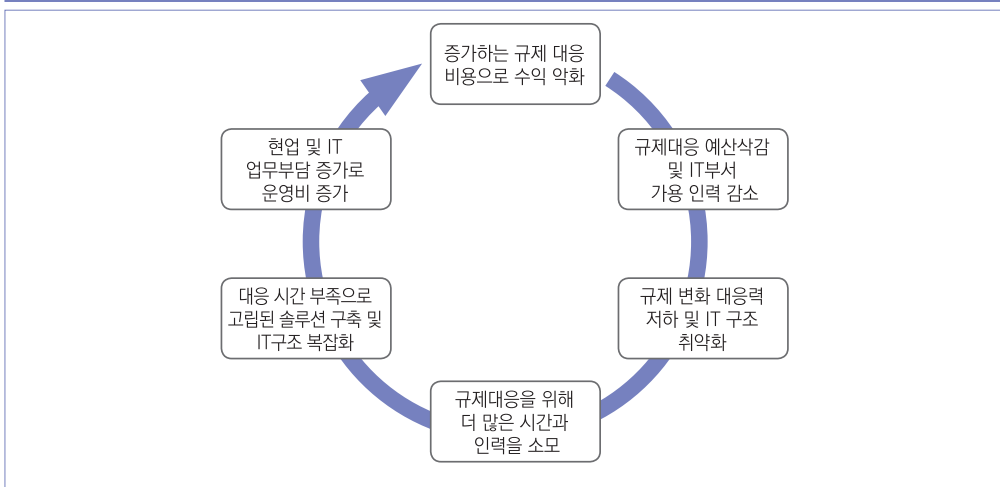 증가하는 규제 대응
비용으로 수익 악화
규제대응 예산삭감
및 IT부서
가용 인력 감소
규제 변화 대응력
저하 및 IT 구조
취약화
규제대응을 위해
더 많은 시간과
인력을 소모
대응 시간 부족으로
고립된 솔루션 구축 및
IT구조 복잡화
현업 및 IT
업무부담 증가로
운영비 증가